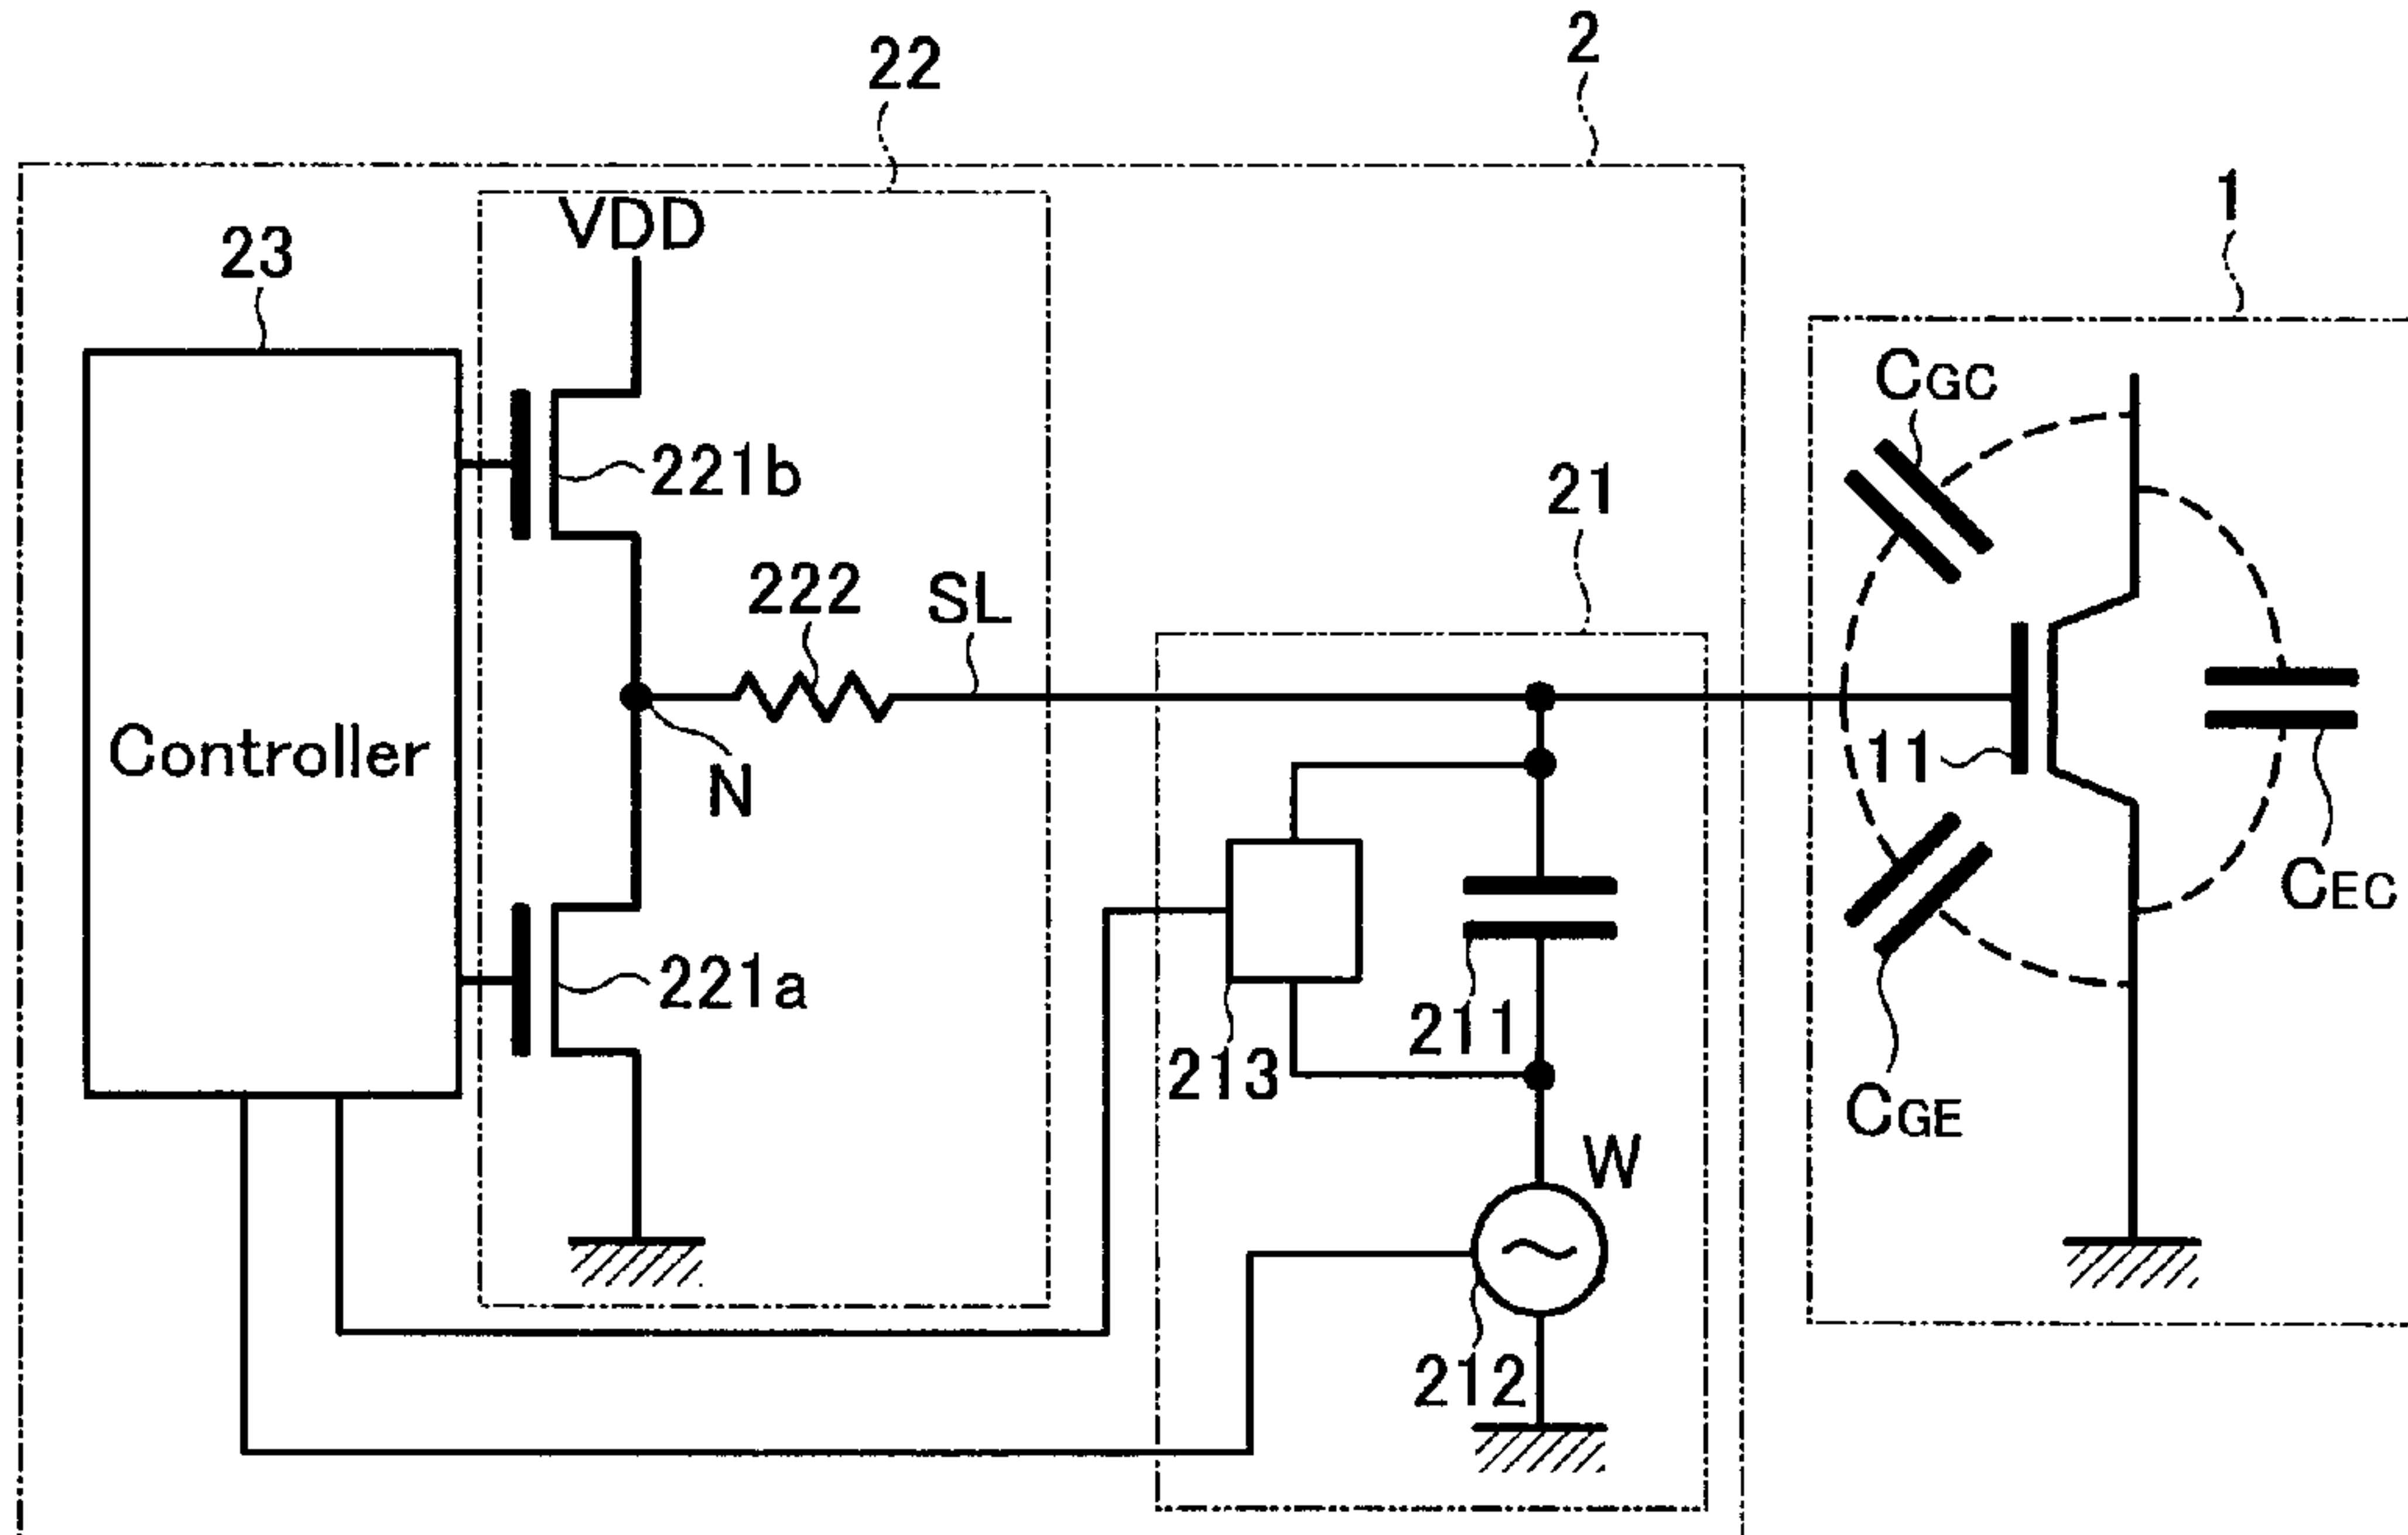 2
22
1
VDD
23
CGC
221b
21
222
SL
Controller
N
11
CEC
221a
211
213
CGE
W
212